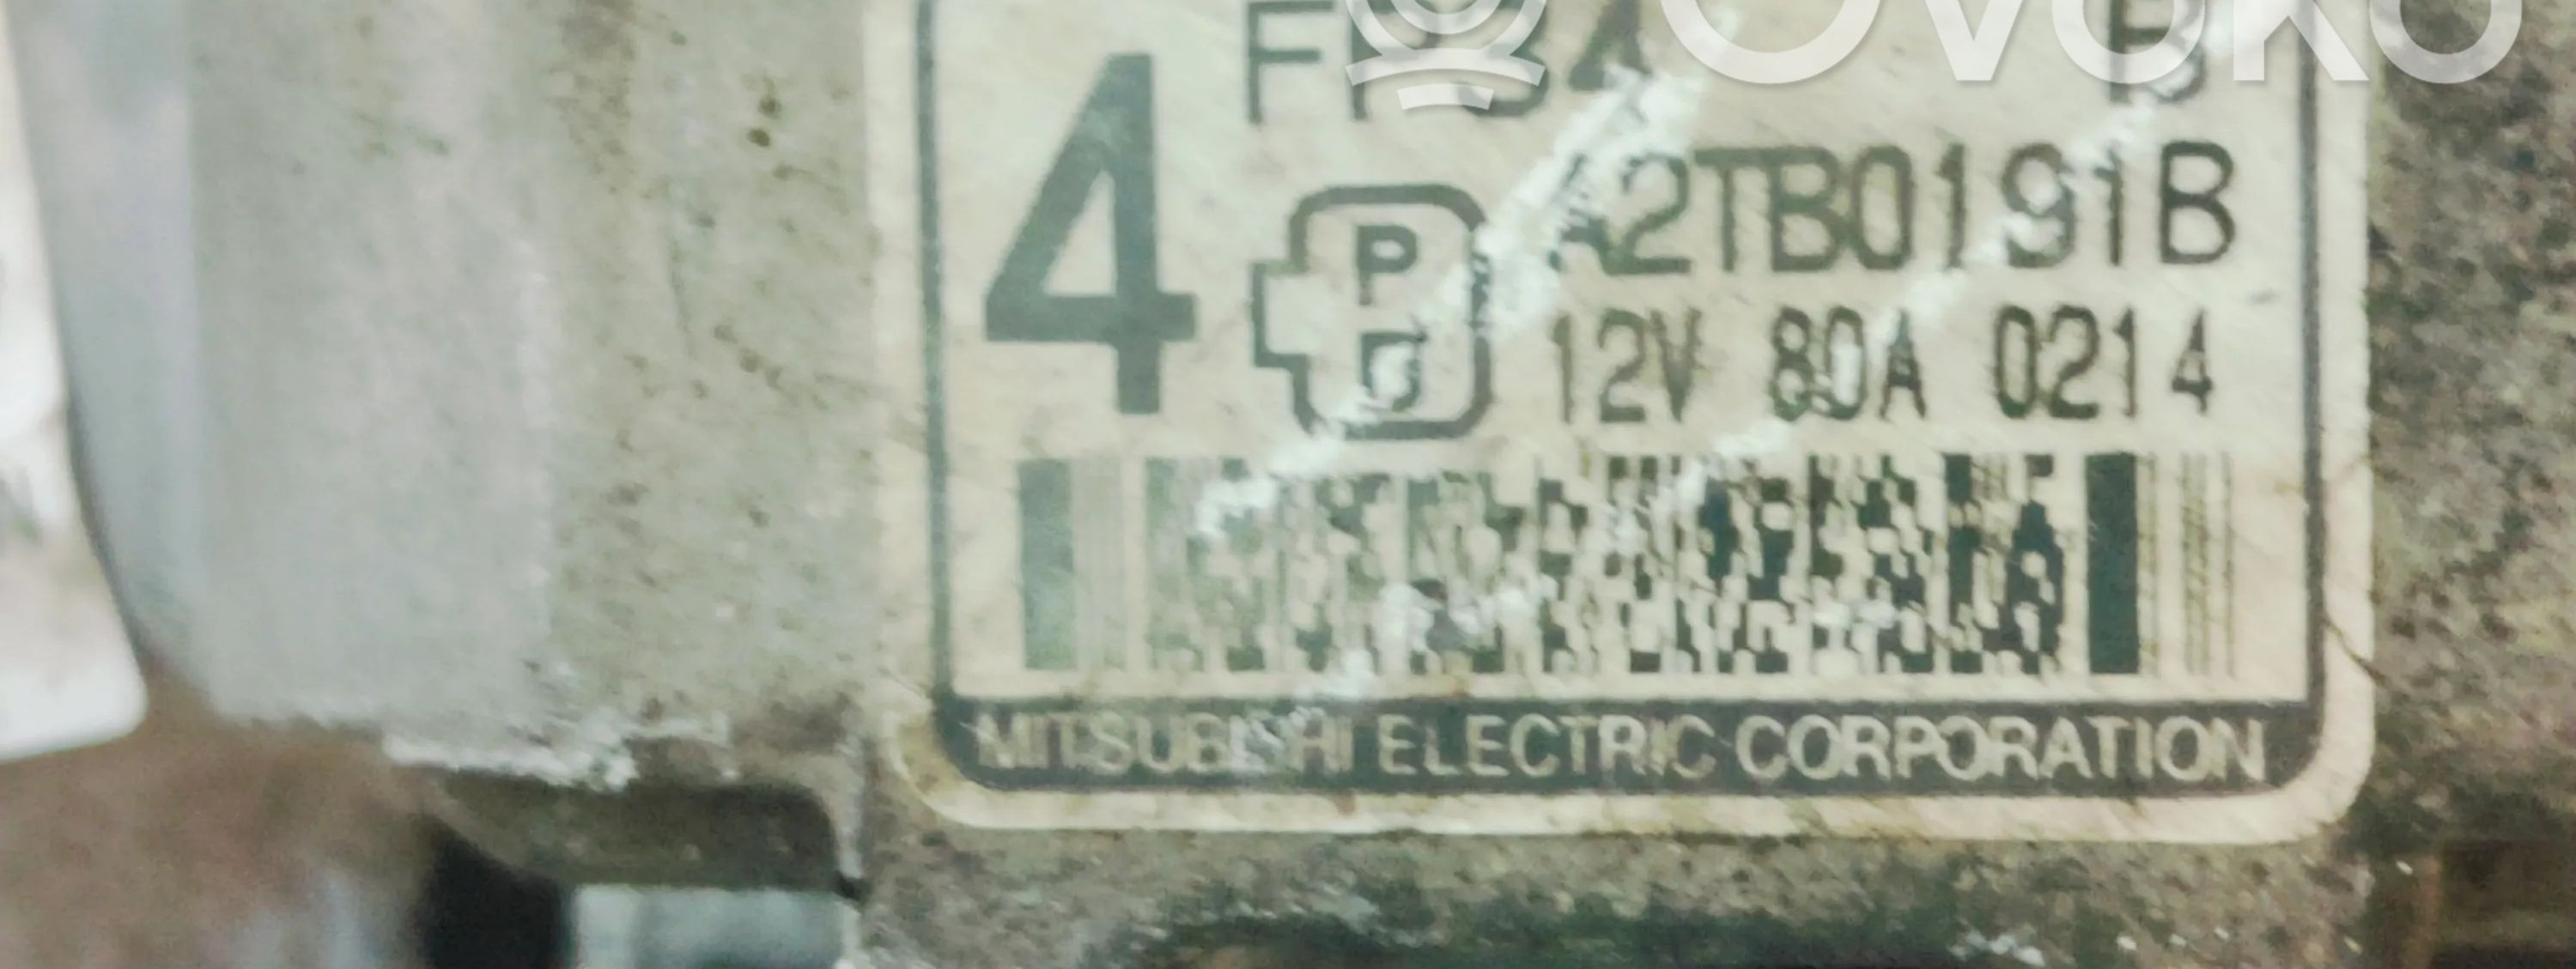 OVOKO
4
A2TB0191B
P
12V 80A 0214
MITSUBISHI ELECTRIC CORPORATION